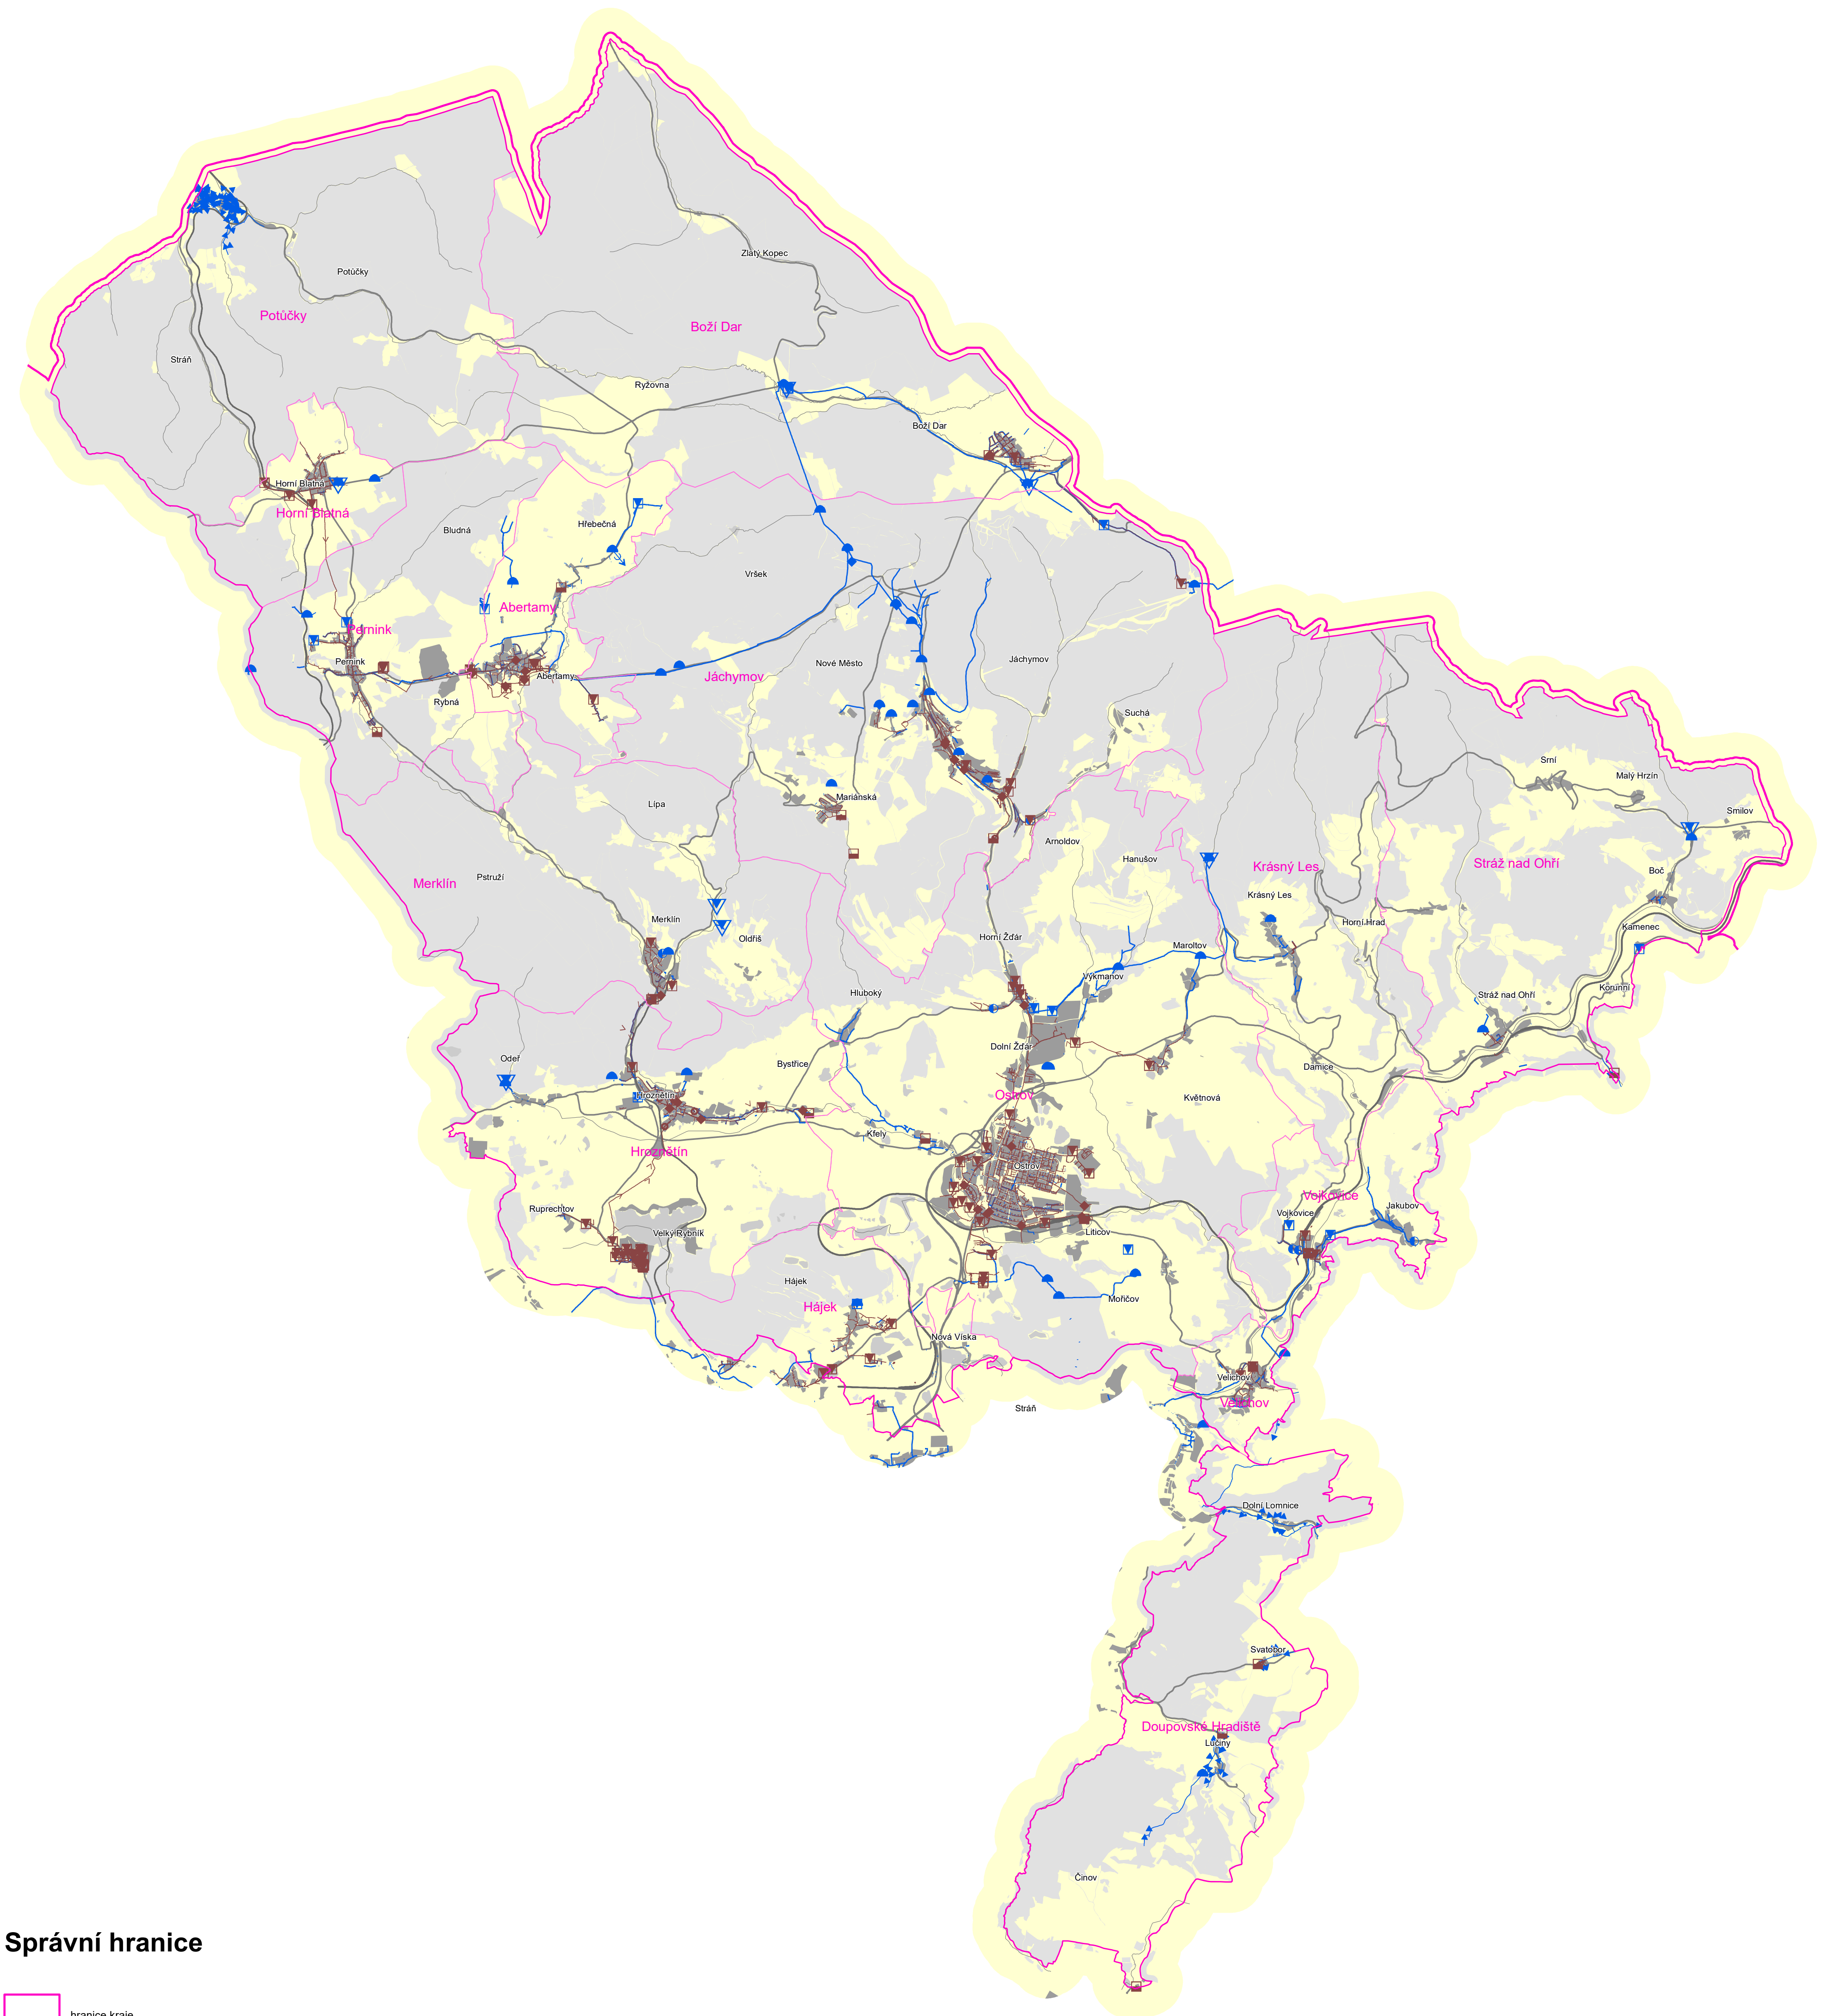 Zlatý Kopec
Potůčky
Potůčky
Boží Dar
Stráň
Ryžovna
Boží Dar
Horní Blatná
Horní Blatná
Bludná
Hřebečná
Vršek
Abertamy
Pernink
Pernink
Nové Město
Jáchymov
Abertamy
Jáchymov
Rybná
Suchá
Srní
Malý Hrzín
Lípa
Mariánská
Smilov
Arnoldov
Hanušov
Krásný Les
Stráž nad Ohří
Pstruží
Merklín
Boč
Krásný Les
Merklín
Horní Hrad
Kamenec
Oldřiš
Horní Žďár
Maroltov
Výkmanov
Korunní
Hluboký
Stráž nad Ohří
Dolní Žďár
Odeř
Bystřice
Damice
Hroznětín
Ostrov
Květnová
Kfely
Hroznětín
Ostrov
Vojkovice
Ruprechtov
Vojkovice
Jakubov
Velký Rybník
Liticov
Hájek
Hájek
Mořičov
Nová Víska
Velichov
Velichov
Stráň
Dolní Lomnice
Svatobor
Doupovské Hradiště
Lučiny
Činov
Správní hranice
hranice kraje